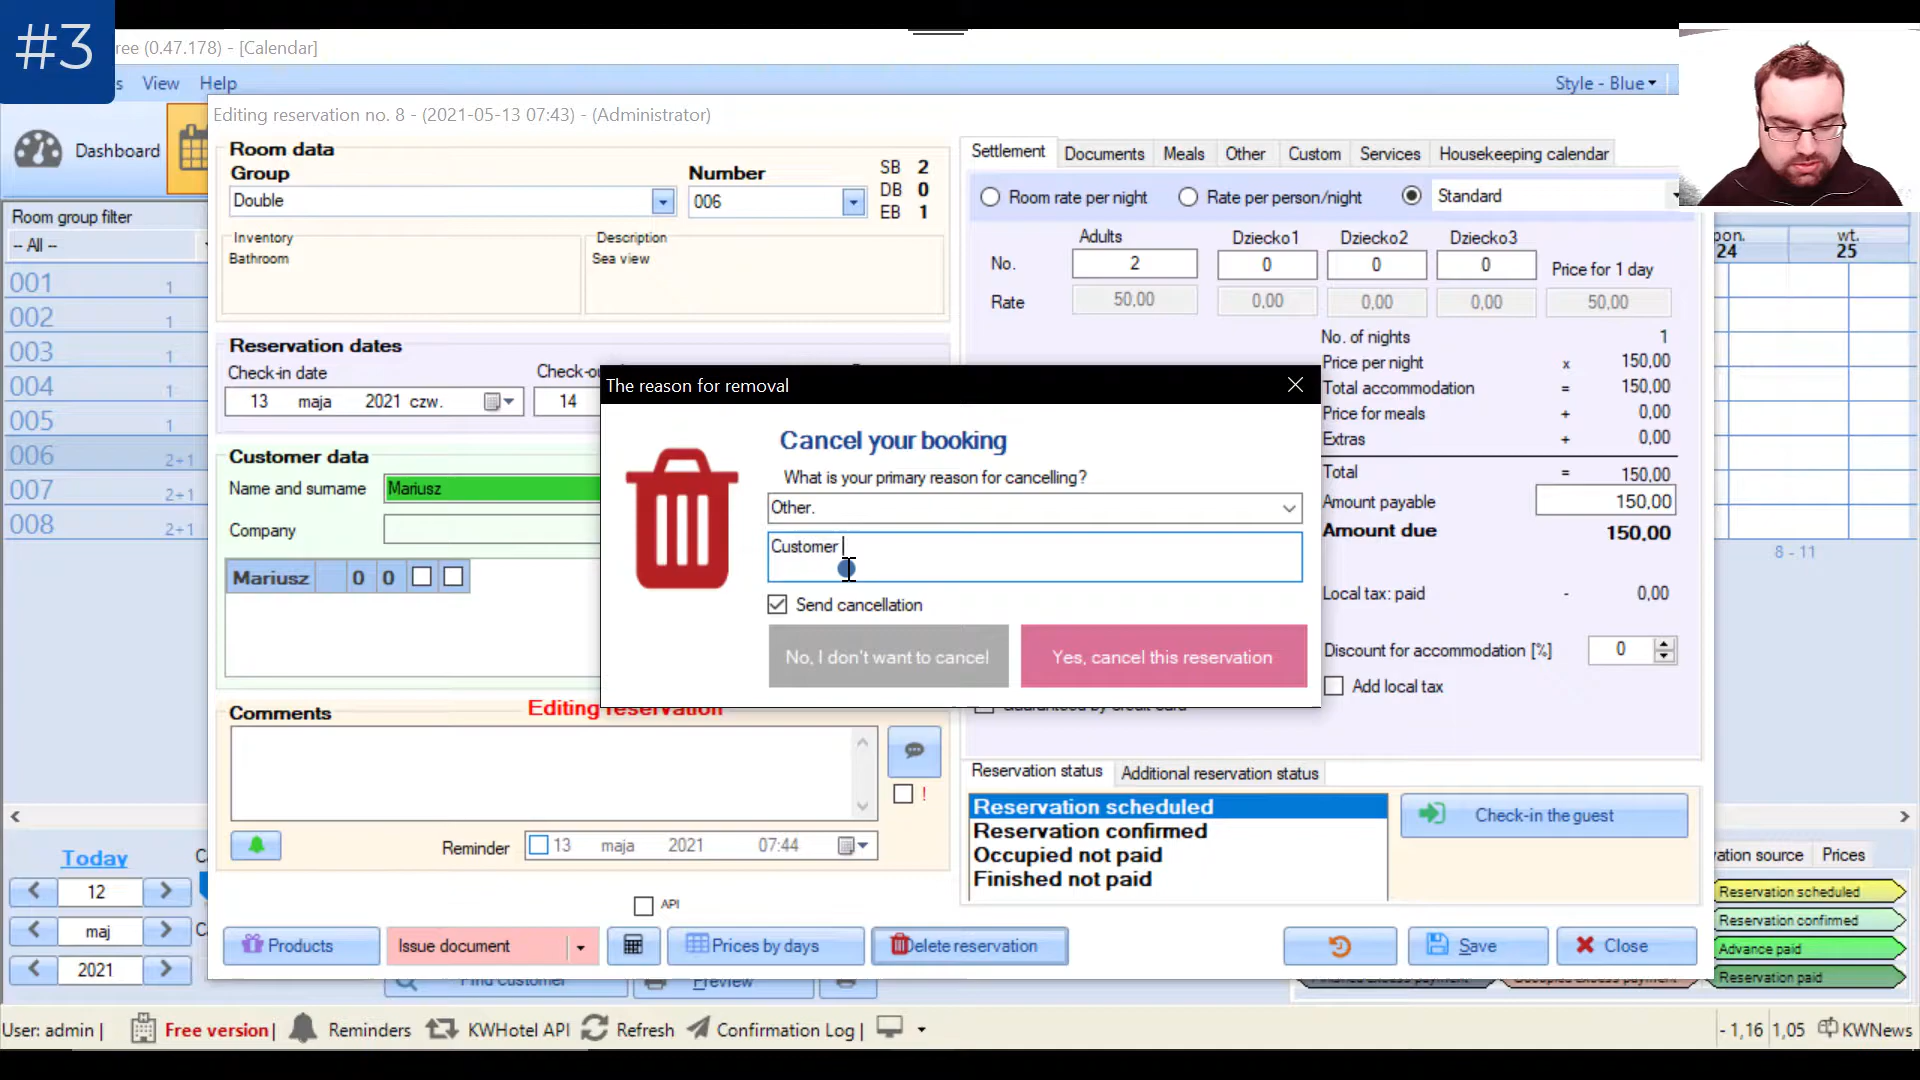 #3
ree (0.47.178) - [Calendar]
s View Help
Style - Blue
Dashboard
Editing reservation no. 8 - (2021-05-13 07:43) - (Administrator)
Room group filter
-- All --
001 1
002 1
003 1
004 1
005 1
006 2+1
007 2+1
008 2+1
Room data
Group
Double
Number
006
SB 2
DB 0
EB 1
Inventory
Bathroom
Description
Sea view
Reservation dates
Check-in date
13 maja 2021 czw.
Check-ou
14
Customer data
Name and surname
Mariusz
Company
Mariusz 0 0
Comments
Editing reservation
!
Reminder
13 maja 2021 07:44
API
Products
Issue document
Prices by days
Delete reservation
Save
Close
Settlement
Documents
Meals
Other
Custom
Services
Housekeeping calendar
Room rate per night
Rate per person/night
Standard
Adults
Dziecko1
Dziecko2
Dziecko3
No. 2 0 0 0
Price for 1 day
Rate 50,00 0,00 0,00 0,00 50,00
No. of nights 1
Price per night x 150,00
Total accommodation = 150,00
Price for meals + 0,00
Extras + 0,00
Total = 150,00
Amount payable 150,00
Amount due 150,00
Local tax: paid - 0,00
Discount for accommodation [%] 0
Add local tax
Guaranteed by credit card
The reason for removal
Cancel your booking
What is your primary reason for cancelling?
Other.
Customer
Send cancellation
No, I don't want to cancel
Yes, cancel this reservation
Reservation status
Additional reservation status
Reservation scheduled
Reservation confirmed
Occupied not paid
Finished not paid
Check-in the guest
pon. 24
wt. 25
8 - 11
Today
12
maj
2021
Find customer
Preview
vation source
Prices
Reservation scheduled
Reservation confirmed
Advance paid
Reservation paid
User: admin |
Free version |
Reminders
KWHotel API
Refresh
Confirmation Log |
- 1,16
1,05
KWNews